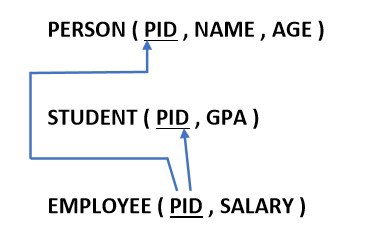 PERSON ( PID , NAME , AGE )
STUDENT ( PID , GPA )
EMPLOYEE ( PID , SALARY )